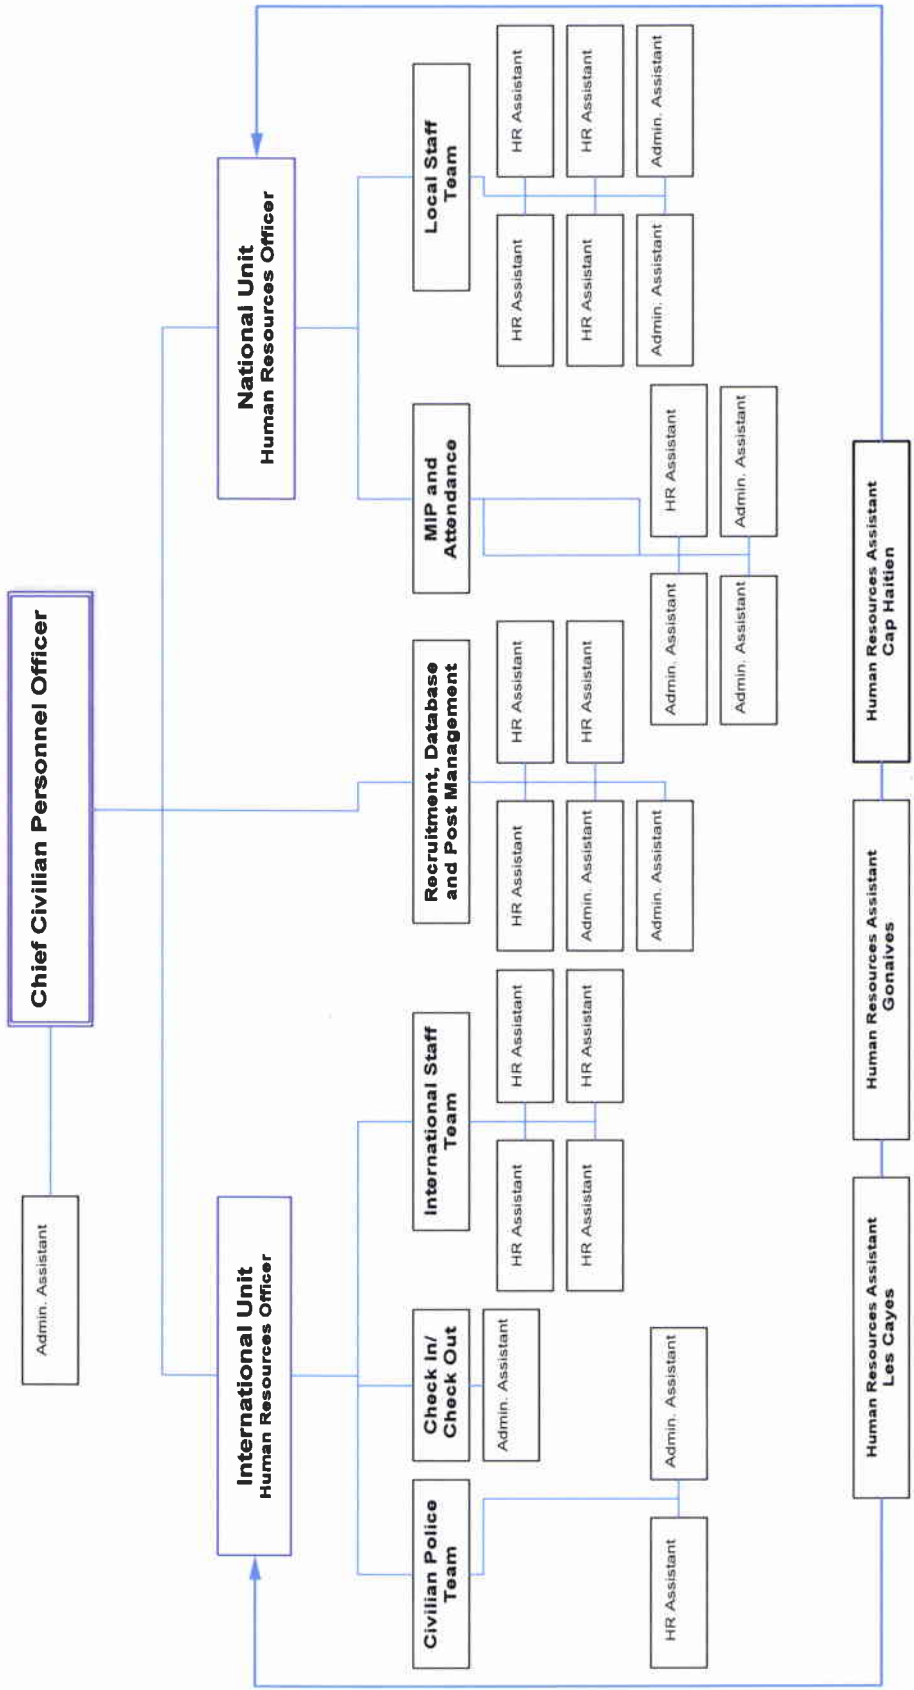 Chief Civilian Personnel Officer
Admin. Assistant
International Unit
Human Resources Officer
National Unit
Human Resources Officer
Civilian Police
Team
Check In/
Check Out
International Staff
Team
Recruitment, Database
and Post Management
MIP and
Attendance
Local Staff
Team
HR Assistant
Admin. Assistant
Admin. Assistant
HR Assistant
HR Assistant
HR Assistant
HR Assistant
HR Assistant
HR Assistant
Admin. Assistant
HR Assistant
Admin. Assistant
Admin. Assistant
HR Assistant
Admin. Assistant
Admin. Assistant
HR Assistant
HR Assistant
HR Assistant
HR Assistant
Admin. Assistant
Admin. Assistant
Human Resources Assistant
Les Cayes
Human Resources Assistant
Gonaives
Human Resources Assistant
Cap Haitien